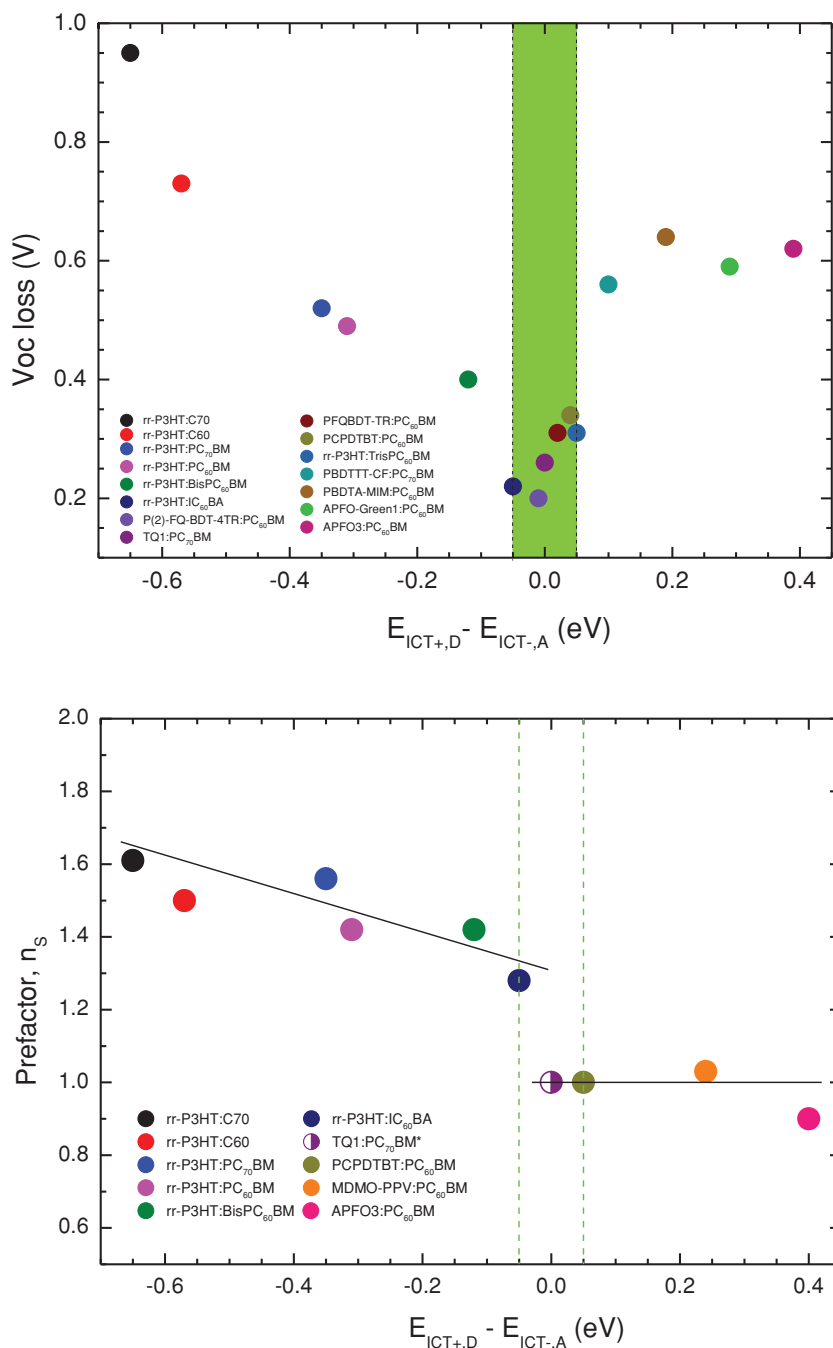 1.0
0.8
0.6
0.4
0.2
Voc loss (V)
rr-P3HT:C70
rr-P3HT:C60
rr-P3HT:PC₇₀BM
rr-P3HT:PC₆₀BM
rr-P3HT:BisPC₆₀BM
rr-P3HT:IC₆₀BA
P(2)-FQ-BDT-4TR:PC₆₀BM
TQ1:PC₇₀BM
PFQBDT-TR:PC₆₀BM
PCPDTBT:PC₆₀BM
rr-P3HT:TrisPC₆₀BM
PBDTTT-CF:PC₇₀BM
PBDTA-MIM:PC₆₀BM
APFO-Green1:PC₆₀BM
APFO3:PC₆₀BM
-0.6 -0.4 -0.2 0.0 0.2 0.4
E_ICT+,D - E_ICT-,A (eV)
2.0
1.8
1.6
1.4
1.2
1.0
0.8
0.6
Prefactor, n_S
rr-P3HT:C70
rr-P3HT:C60
rr-P3HT:PC₇₀BM
rr-P3HT:PC₆₀BM
rr-P3HT:BisPC₆₀BM
rr-P3HT:IC₆₀BA
TQ1:PC₇₀BM*
PCPDTBT:PC₆₀BM
MDMO-PPV:PC₆₀BM
APFO3:PC₆₀BM
-0.6 -0.4 -0.2 0.0 0.2 0.4
E_ICT+,D - E_ICT-,A (eV)